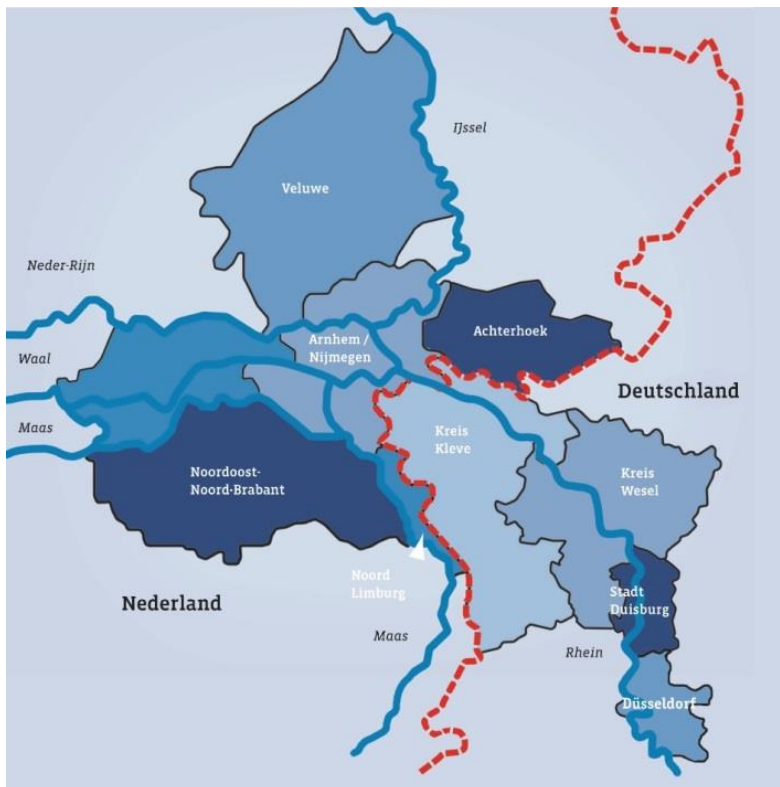 IJssel
Veluwe
Neder-Rijn
Achterhoek
Arnhem /
Nijmegen
Waal
Deutschland
Maas
Kreis
Kleve
Noordoost-
Noord-Brabant
Kreis
Wesel
Noord
Limburg
Stadt
Duisburg
Nederland
Maas
Rhein
Düsseldorf